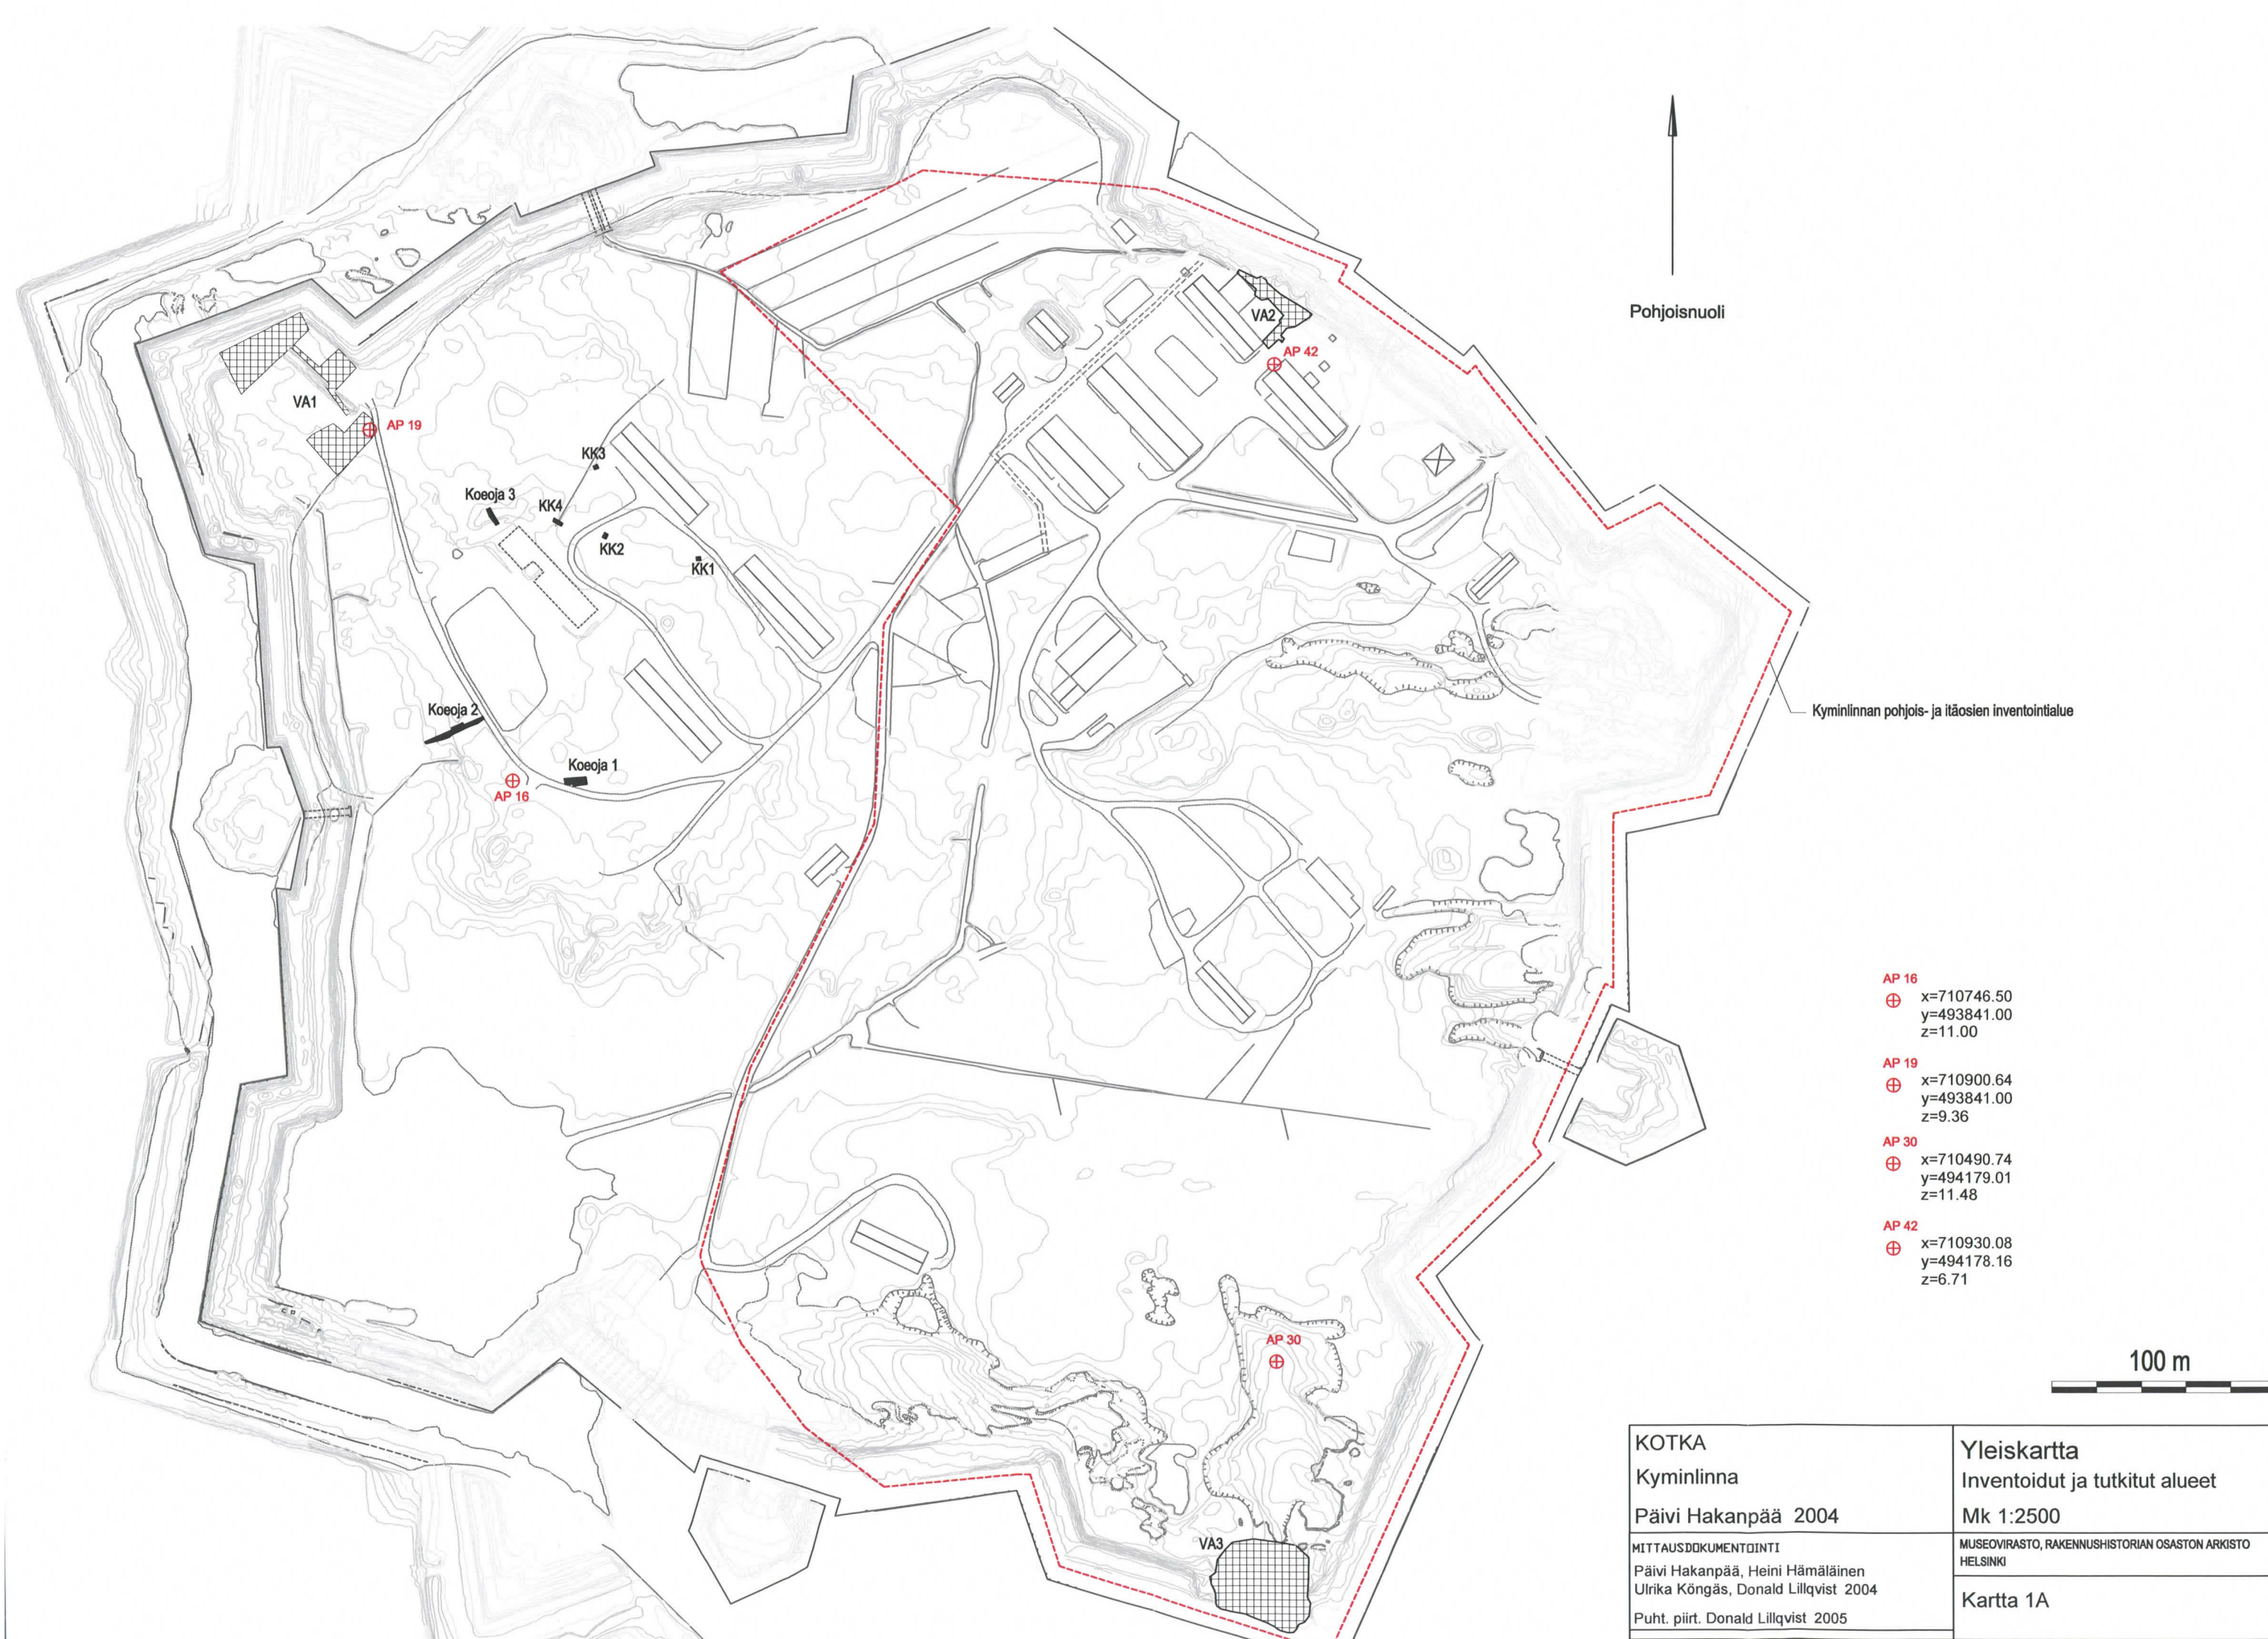 Pohjoisnuoli
VA2
AP 42
VA1
AP 19
KK3
Koeoja 3
KK4
KK2
KK1
Kyminlinnan pohjois- ja itäosien inventointialue
Koeoja 2
Koeoja 1
AP 16
AP 16
x=710746.50
y=493841.00
z=11.00
AP 19
x=710900.64
y=493841.00
z=9.36
AP 30
x=710490.74
y=494179.01
z=11.48
AP 42
x=710930.08
y=494178.16
z=6.71
AP 30
VA3
100 m
KOTKA
Kyminlinna
Päivi Hakanpää 2004
MITTAUSDOKUMENTOINTI
Päivi Hakanpää, Heini Hämäläinen
Ulrika Köngäs, Donald Lillqvist 2004
Puht. piirt. Donald Lillqvist 2005
Yleiskartta
Inventoidut ja tutkitut alueet
Mk 1:2500
MUSEOVIRASTO, RAKENNUSHISTORIAN OSASTON ARKISTO
HELSINKI
Kartta 1A